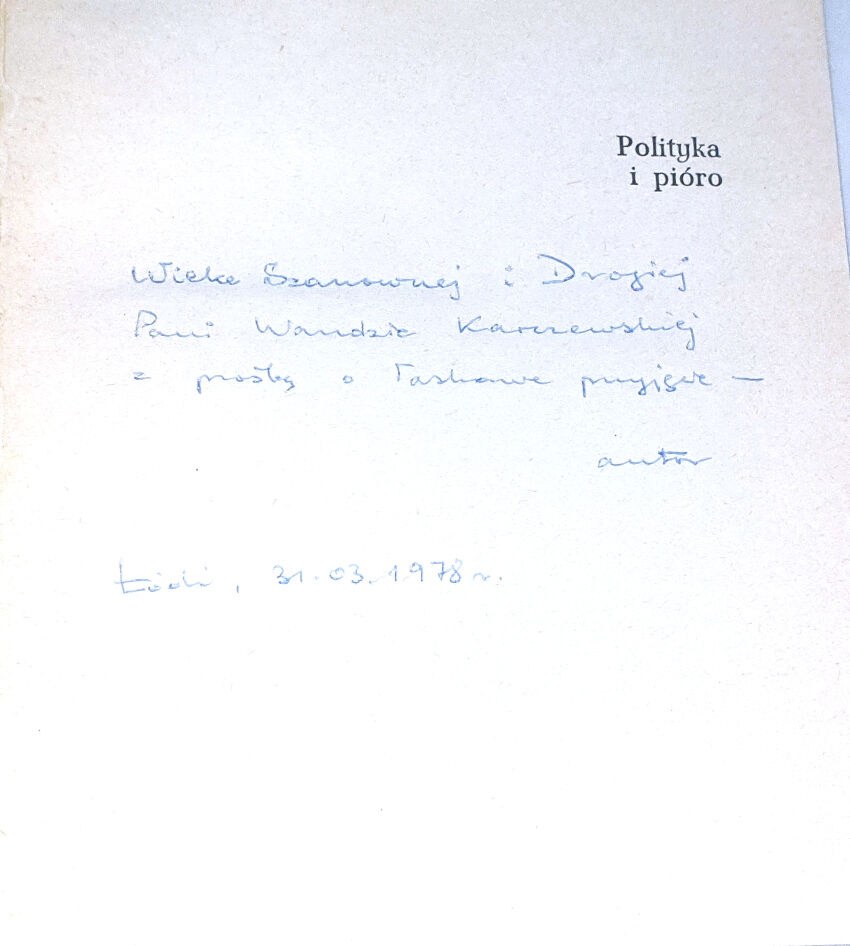 Polityka
i pióro
Wielce Szanownej i Drogiej
Pani Wandzie Karczewskiej
z prośbą o łaskawe przyjęcie —
autor
Łódź, 31.03.1978 r.